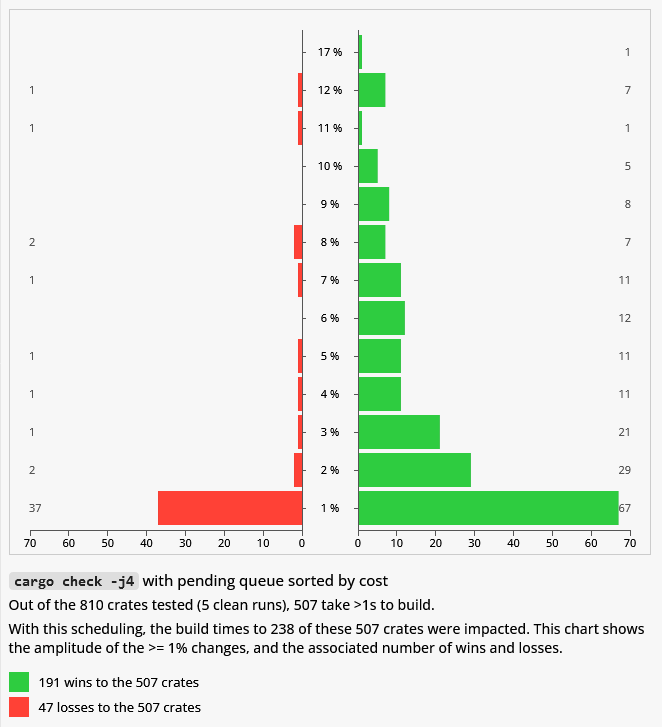 17 % 1
1 12 % 7
1 11 % 1
10 % 5
9 % 8
2 8 % 7
1 7 % 11
6 % 12
1 5 % 11
1 4 % 11
1 3 % 21
2 2 % 29
37 1 % 67
70 60 50 40 30 20 10 0 0 10 20 30 40 50 60 70
cargo check -j4 with pending queue sorted by cost
Out of the 810 crates tested (5 clean runs), 507 take >1s to build.
With this scheduling, the build times to 238 of these 507 crates were impacted. This chart shows
the amplitude of the >= 1% changes, and the associated number of wins and losses.
191 wins to the 507 crates
47 losses to the 507 crates